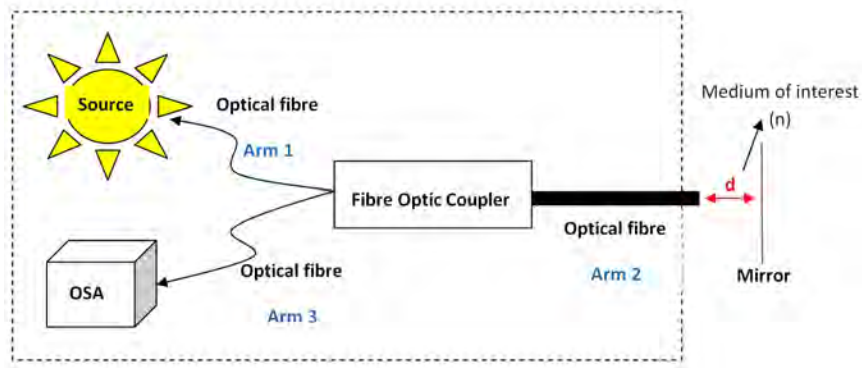 Source
Optical fibre
Arm 1
Medium of interest
(n)
d
Fibre Optic Coupler
Optical fibre
Arm 2
Optical fibre
Arm 3
OSA
Mirror